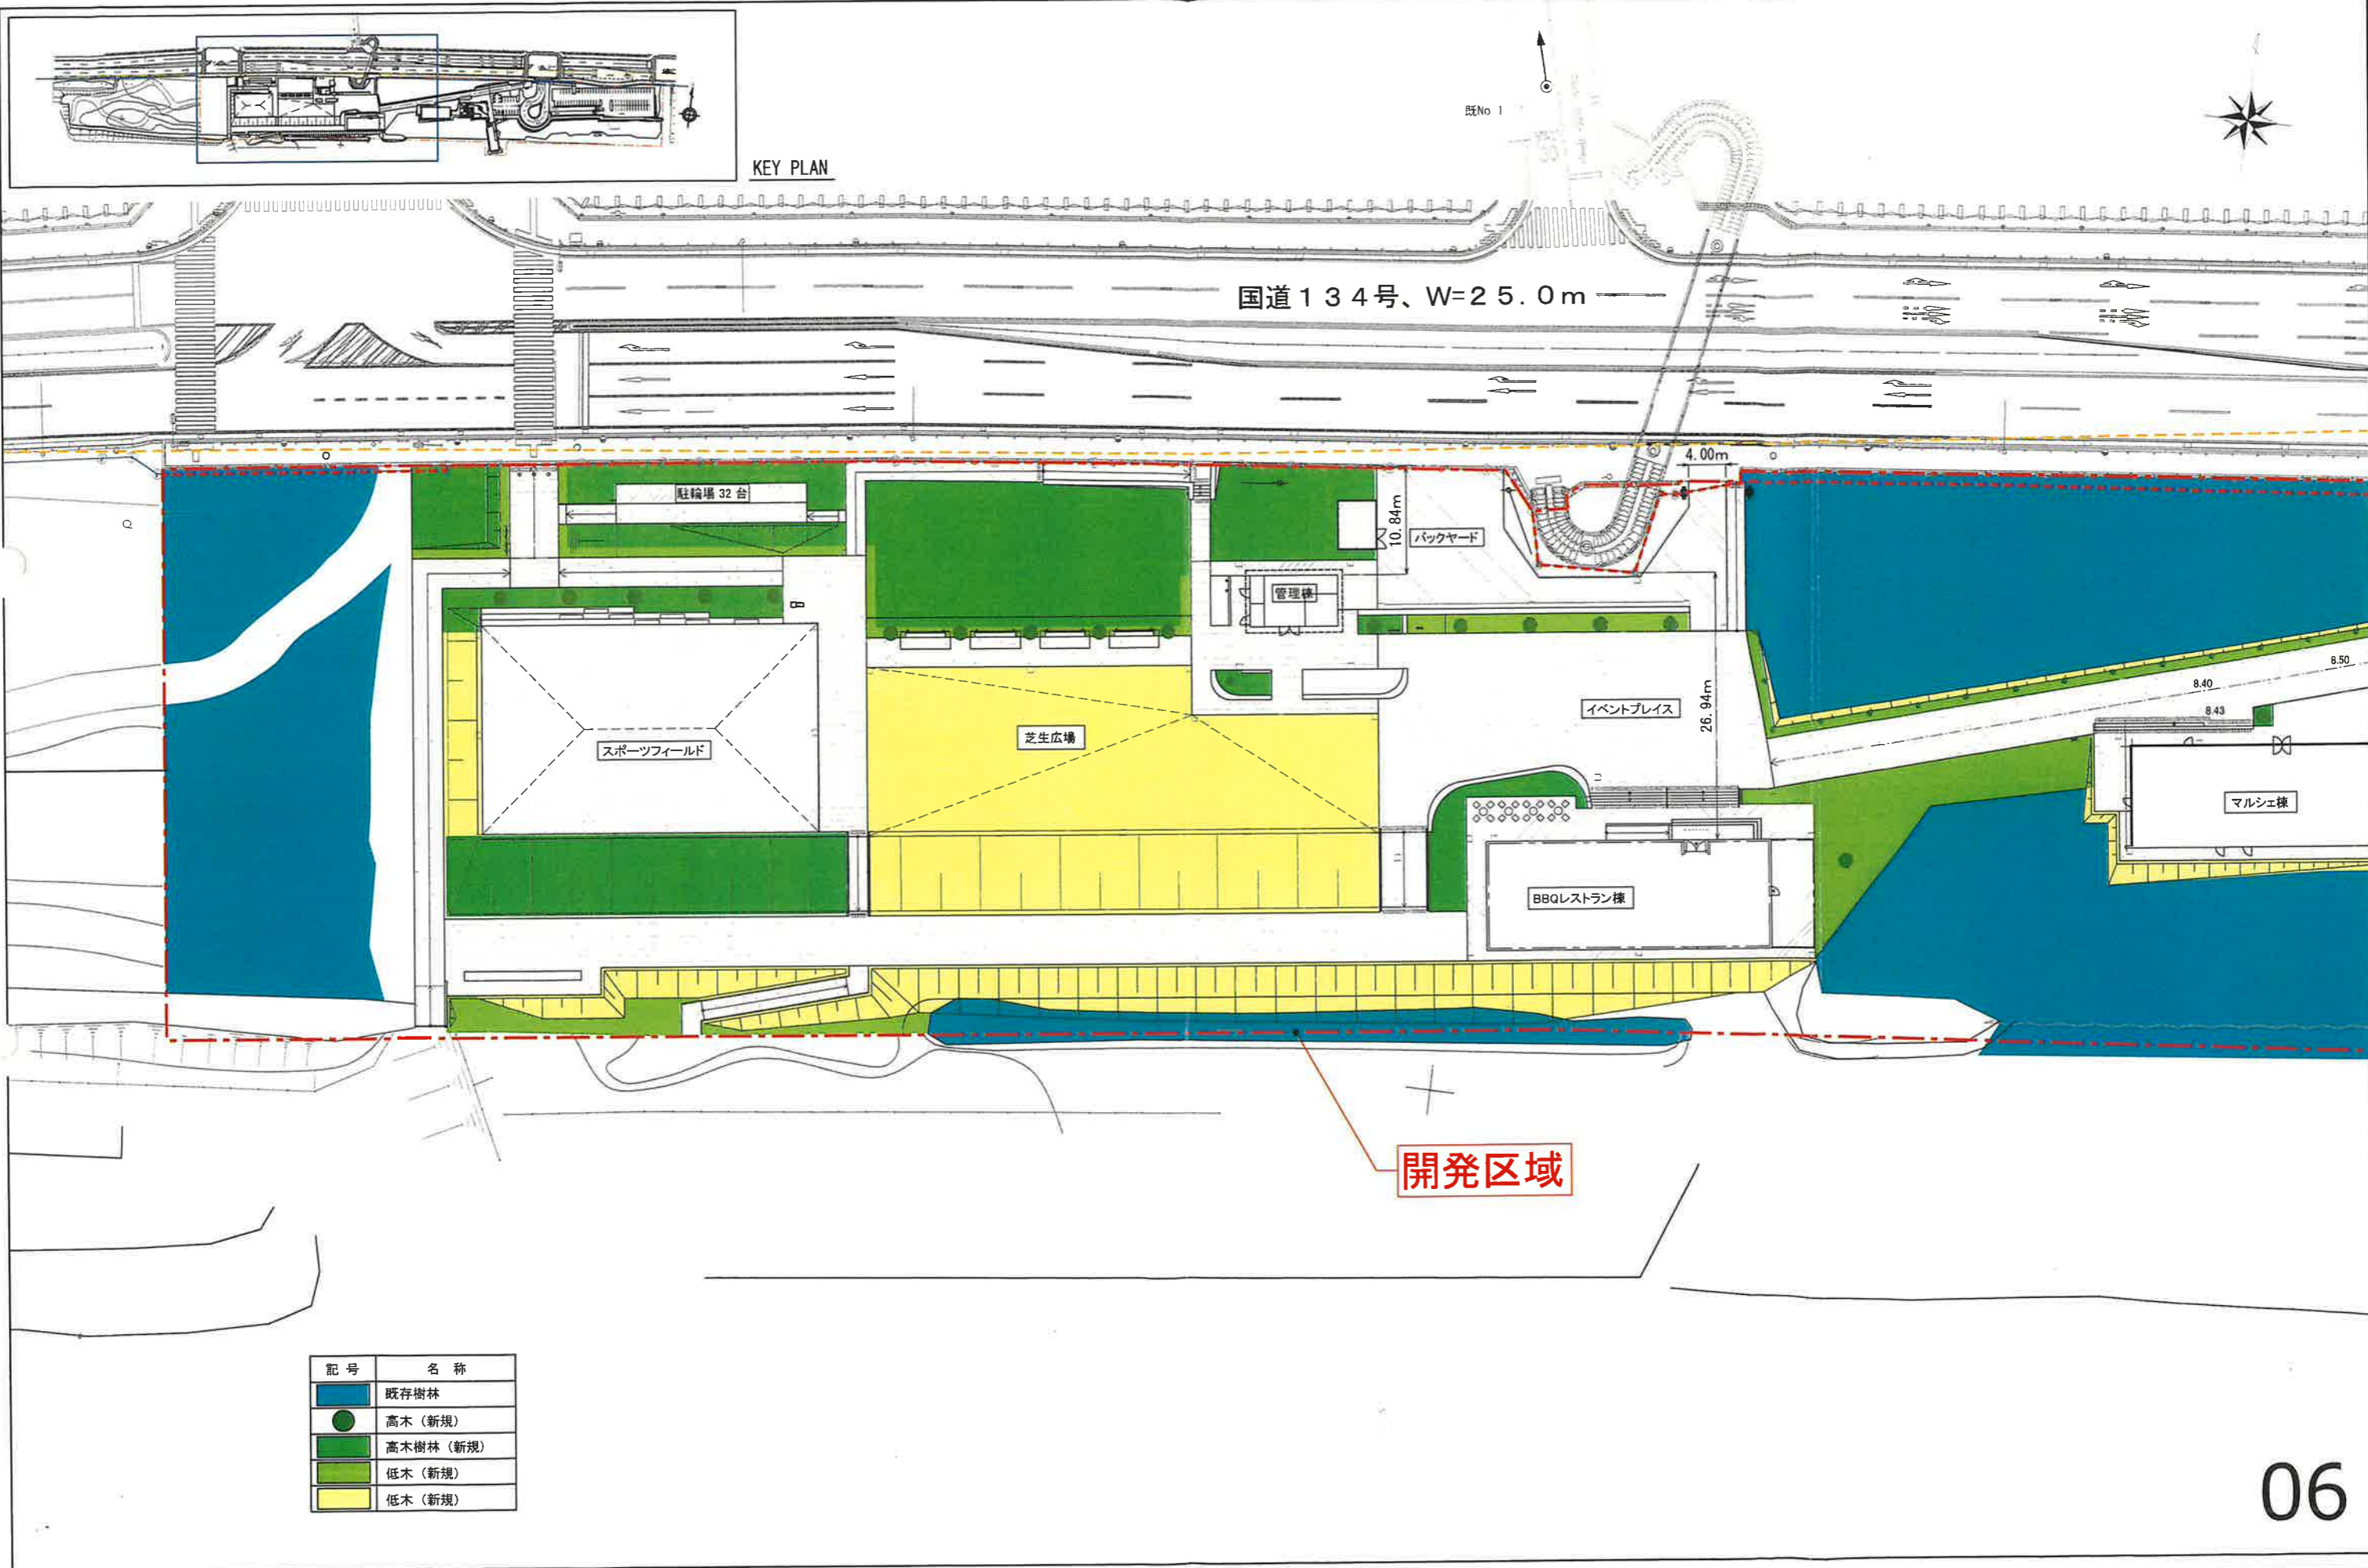 KEY PLAN
既No 1
国道134号、W=25.0m
4.00m
駐輪場 32 台
10.84m
バックヤード
管理棟
8.50
8.40
8.43
イベントプレイス
26.94m
芝生広場
スポーツフィールド
マルシェ棟
BBQレストラン棟
開発区域
記 号 名 称
既存樹林
高木（新規）
高木樹林（新規）
低木（新規）
低木（新規）
06